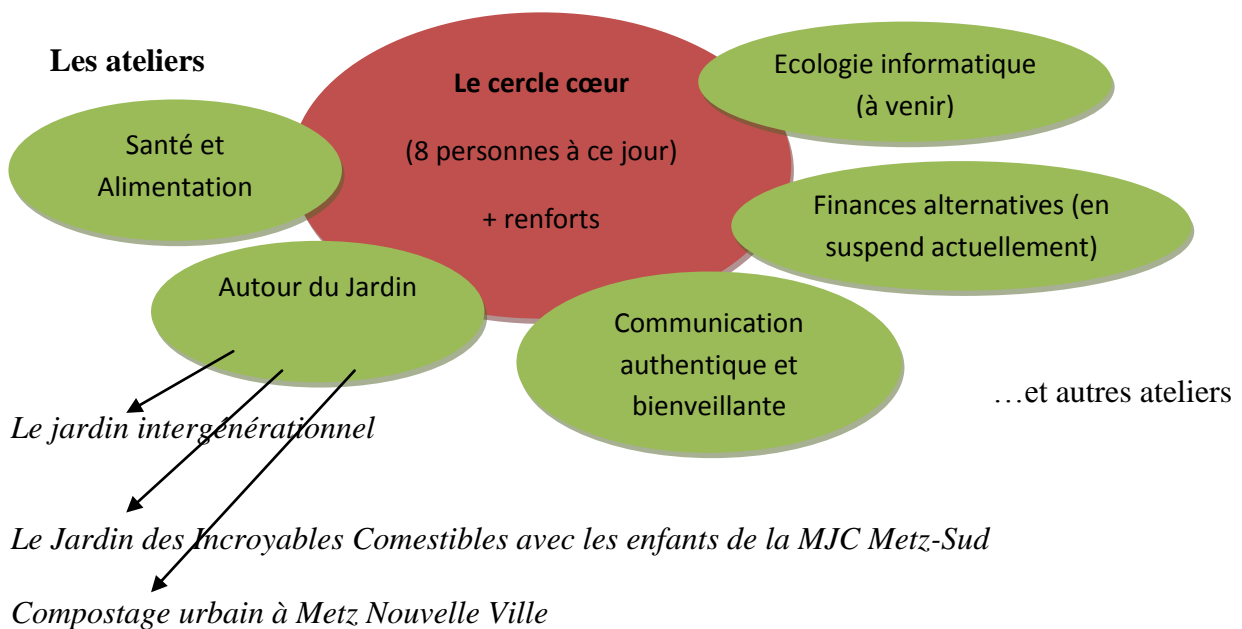 Les ateliers
Le cercle cœur
(8 personnes à ce jour)
+ renforts
Ecologie informatique
(à venir)
Santé et
Alimentation
Finances alternatives (en
suspend actuellement)
Autour du Jardin
Communication
authentique et
bienveillante
…et autres ateliers
Le jardin intergénérationnel
Le Jardin des Incroyables Comestibles avec les enfants de la MJC Metz-Sud
Compostage urbain à Metz Nouvelle Ville